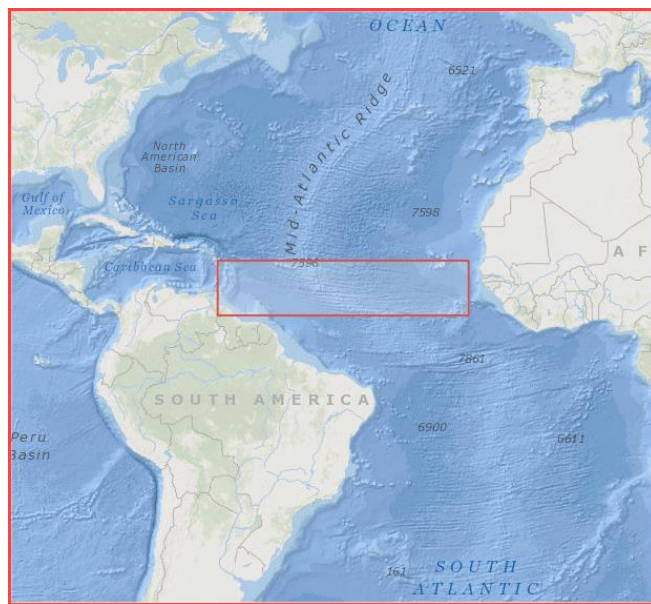 OCEAN
6521
Mid-Atlantic Ridge
North
American
Basin
Gulf of
Mexico
Sargasso
Sea
7598
A F
Caribbean Sea
7596
7861
SOUTH AMERICA
6900
6611
Peru
Basin
161
SOUTH
ATLANTIC